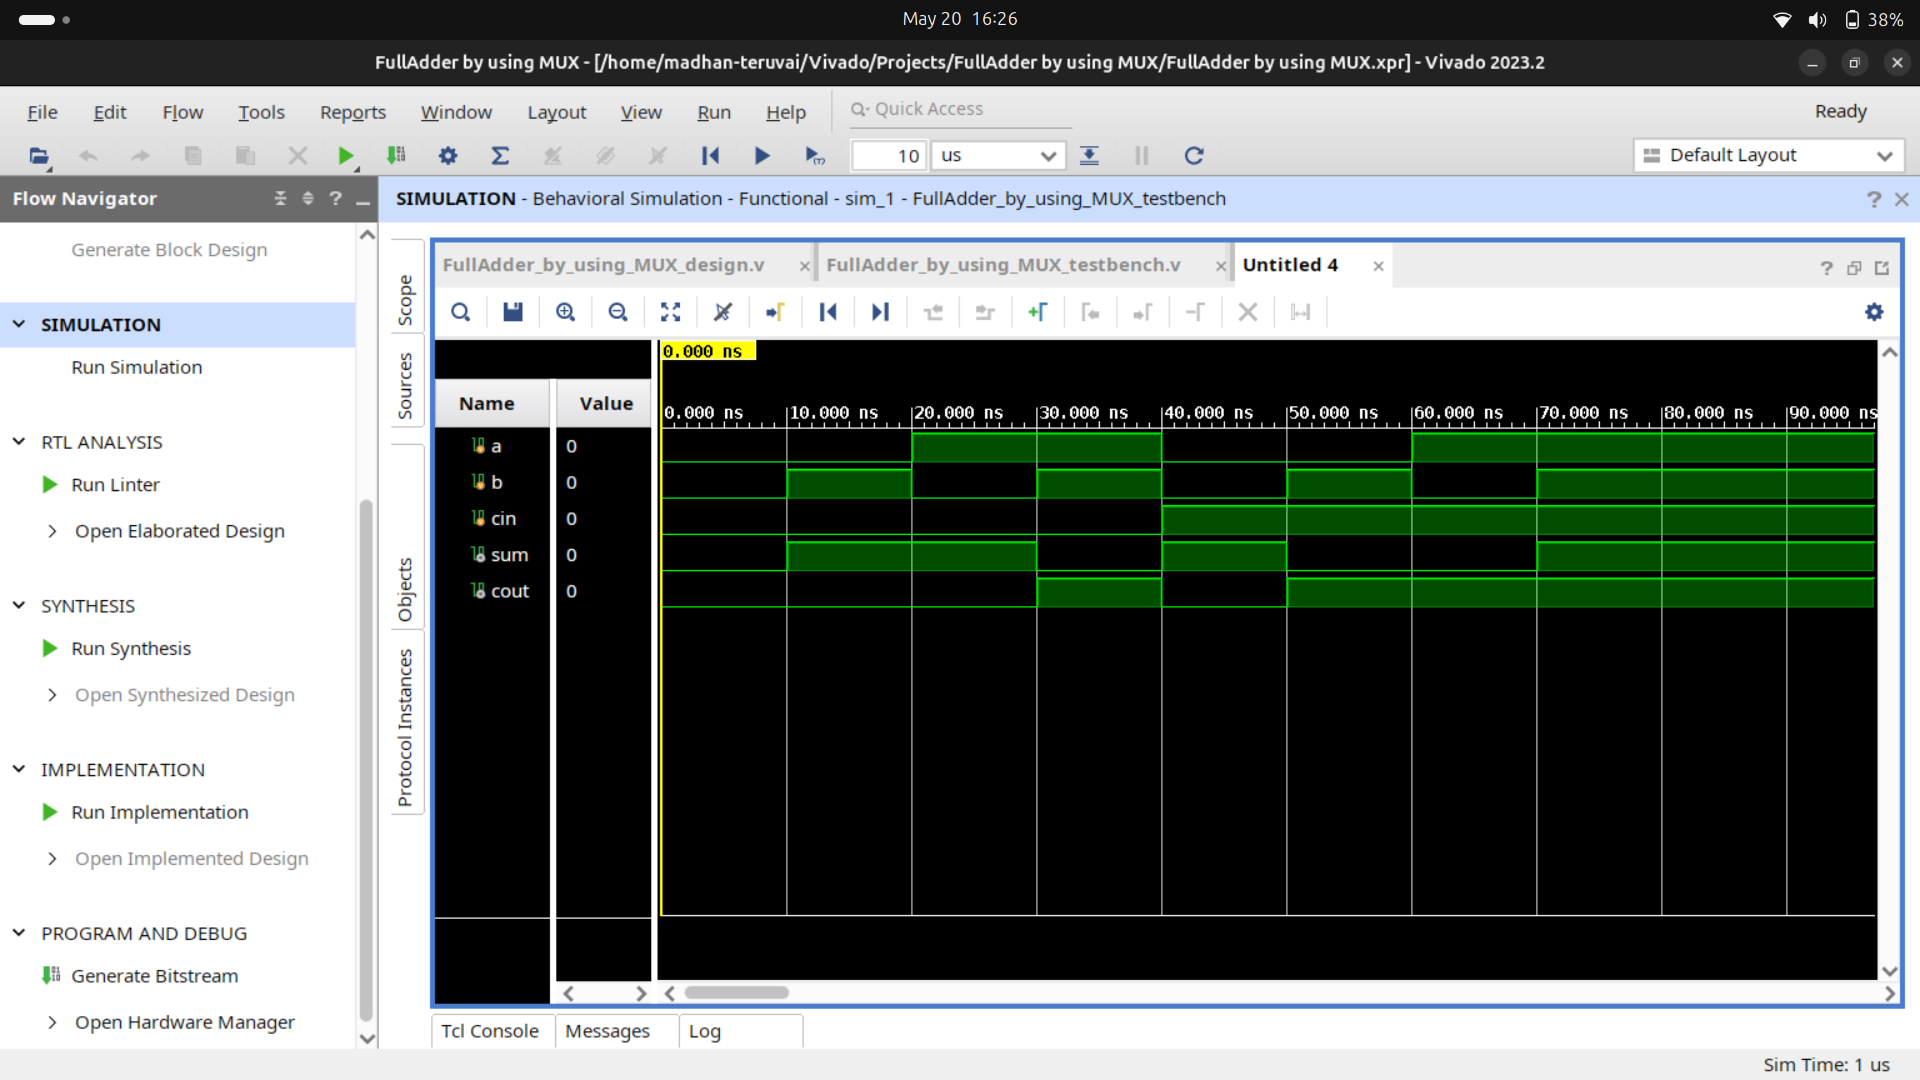 May 20 16:26
38%
FullAdder by using MUX - [/home/madhan-teruvai/Vivado/Projects/FullAdder by using MUX/FullAdder by using MUX.xpr] - Vivado 2023.2
File Edit Flow Tools Reports Window Layout View Run Help Quick Access Ready
10 us Default Layout
Flow Navigator
SIMULATION - Behavioral Simulation - Functional - sim_1 - FullAdder_by_using_MUX_testbench
Generate Block Design
SIMULATION
Run Simulation
RTL ANALYSIS
Run Linter
Open Elaborated Design
SYNTHESIS
Run Synthesis
Open Synthesized Design
IMPLEMENTATION
Run Implementation
Open Implemented Design
PROGRAM AND DEBUG
Generate Bitstream
Open Hardware Manager
Scope
Sources
Objects
Protocol Instances
FullAdder_by_using_MUX_design.v FullAdder_by_using_MUX_testbench.v Untitled 4
0.000 ns
Name Value
0.000 ns 10.000 ns 20.000 ns 30.000 ns 40.000 ns 50.000 ns 60.000 ns 70.000 ns 80.000 ns 90.000 ns
a 0
b 0
cin 0
sum 0
cout 0
Tcl Console Messages Log
Sim Time: 1 us